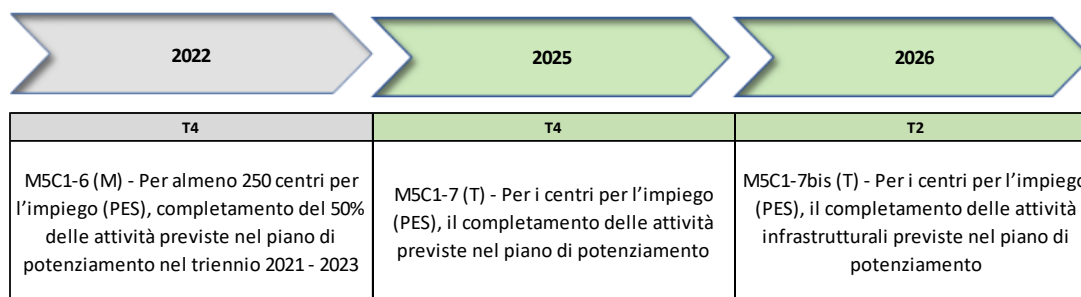 2022
2025
2026
T4
T4
T2
M5C1-6 (M) - Per almeno 250 centri per
l'impiego (PES), completamento del 50%
delle attività previste nel piano di
potenziamento nel triennio 2021 - 2023
M5C1-7 (T) - Per i centri per l'impiego
(PES), il completamento delle attività
previste nel piano di potenziamento
M5C1-7bis (T) - Per i centri per l'impiego
(PES), il completamento delle attività
infrastrutturali previste nel piano di
potenziamento